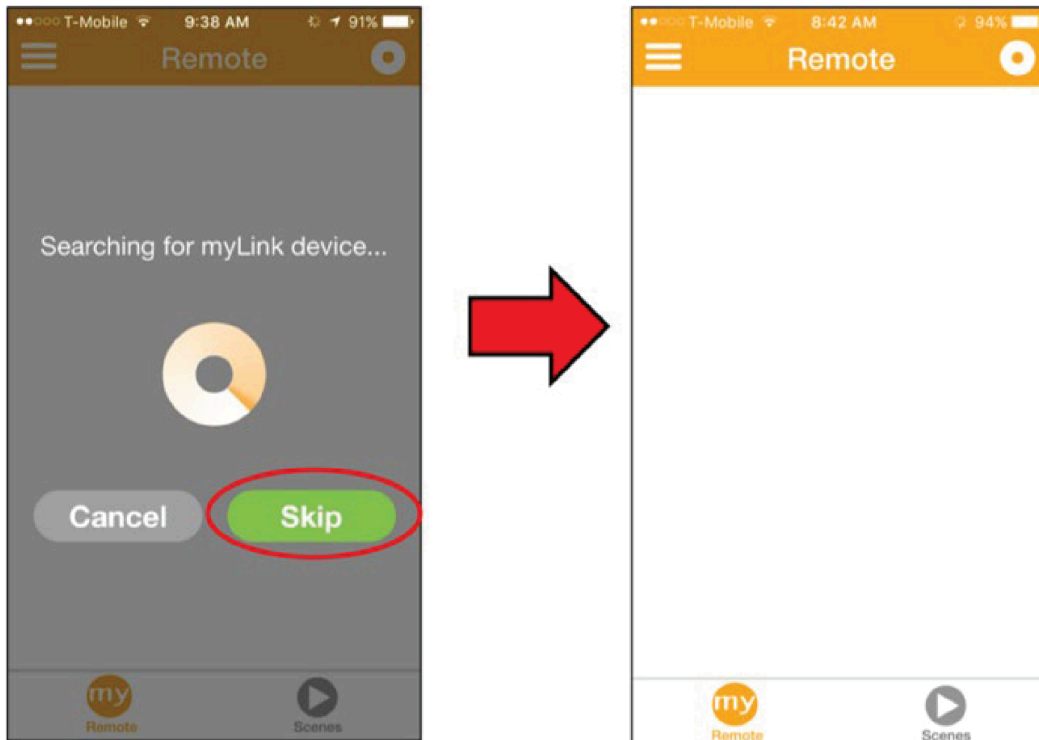 T-Mobile 9:38 AM 91%
Remote
Searching for myLink device...
Cancel Skip
my
Remote Scenes
T-Mobile 8:42 AM 94%
Remote
my
Remote Scenes